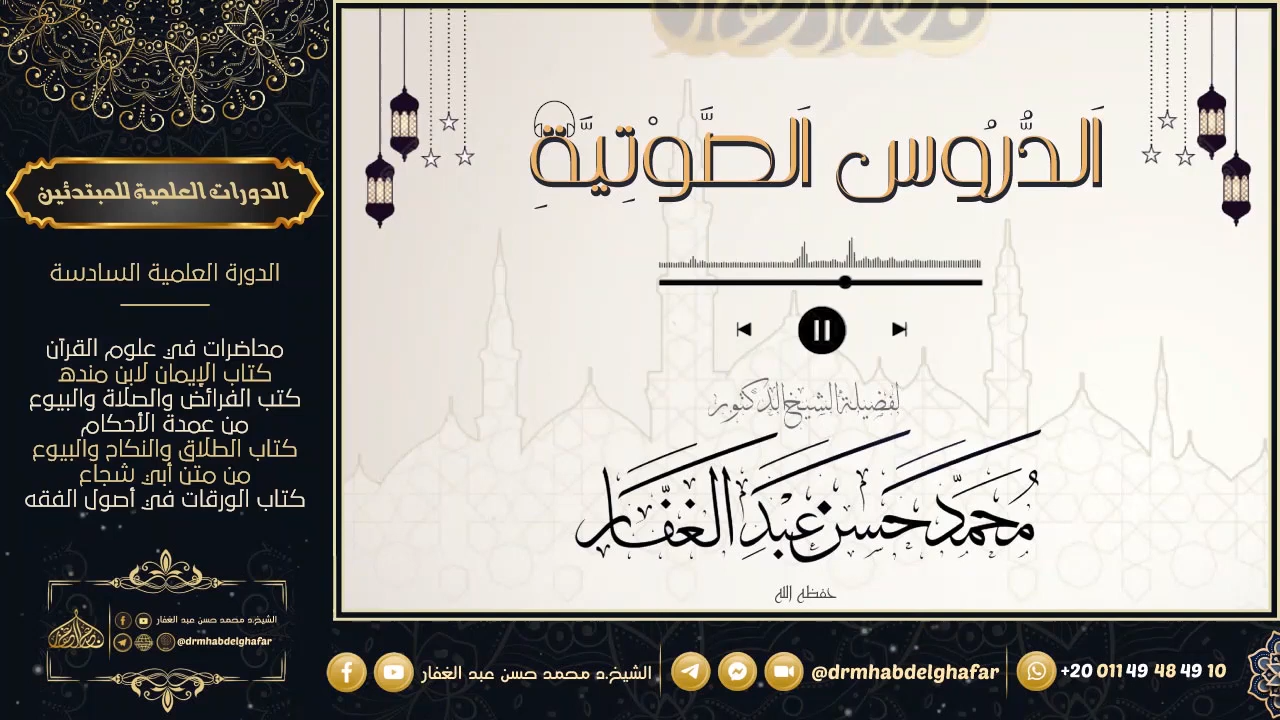 الدُّرُوس الصَّوْتِيَّةِ
لفضيلة الشيخ الدكتور
مُحَمَّد حَسَن عَبْدَ الغَفَّار
حفظه الله
الدورات العلمية للمبتدئين
الدورة العلمية السادسة
محاضرات في علوم القرآن
كتاب الإيمان لابن منده
كتب الفرائض والصلاة والبيوع
من عمدة الأحكام
كتاب الطلاق والنكاح والبيوع
من متن أبي شجاع
كتاب الورقات في أصول الفقه
الشيخ.د محمد حسن عبد الغفار
@drmhabdelghafar
الشيخ.د محمد حسن عبد الغفار
@drmhabdelghafar
+20 011 49 48 49 10